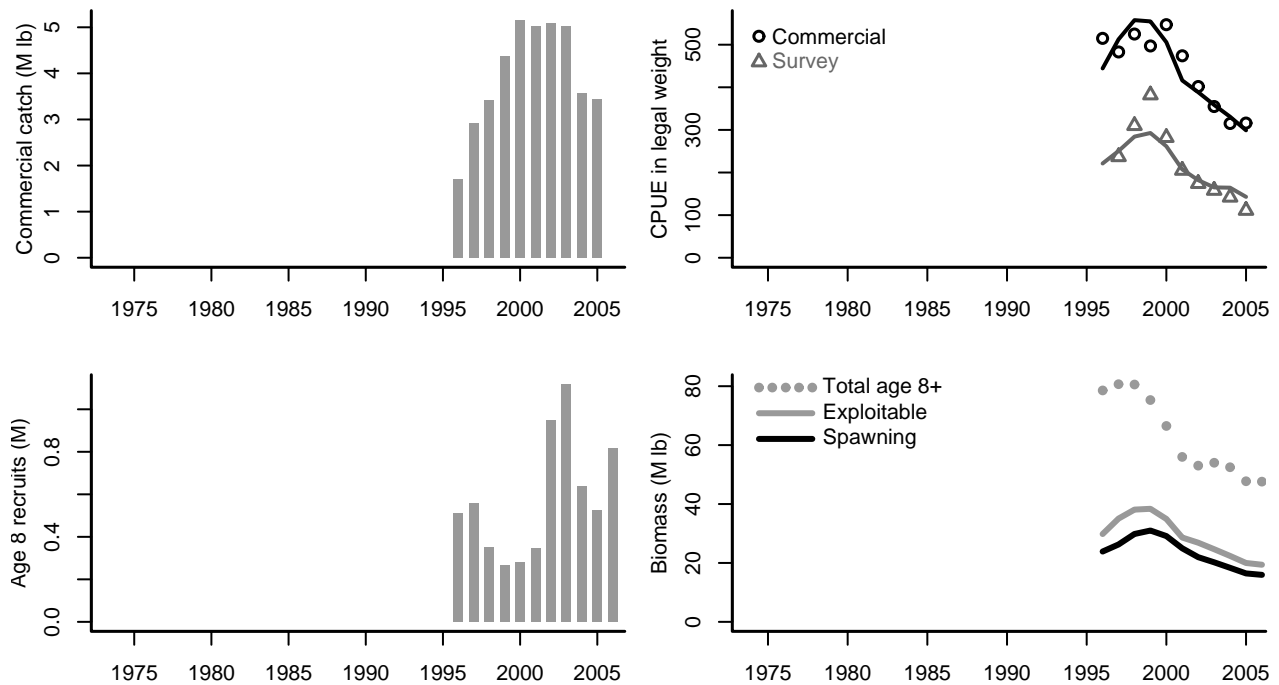 Commercial catch (M lb)
5
4
3
2
1
0
1975 1980 1985 1990 1995 2000 2005
CPUE in legal weight
500
300
100
0
Commercial
Survey
1975 1980 1985 1990 1995 2000 2005
Age 8 recruits (M)
0.8
0.4
0.0
1975 1980 1985 1990 1995 2000 2005
Biomass (M lb)
80
60
40
20
0
Total age 8+
Exploitable
Spawning
1975 1980 1985 1990 1995 2000 2005